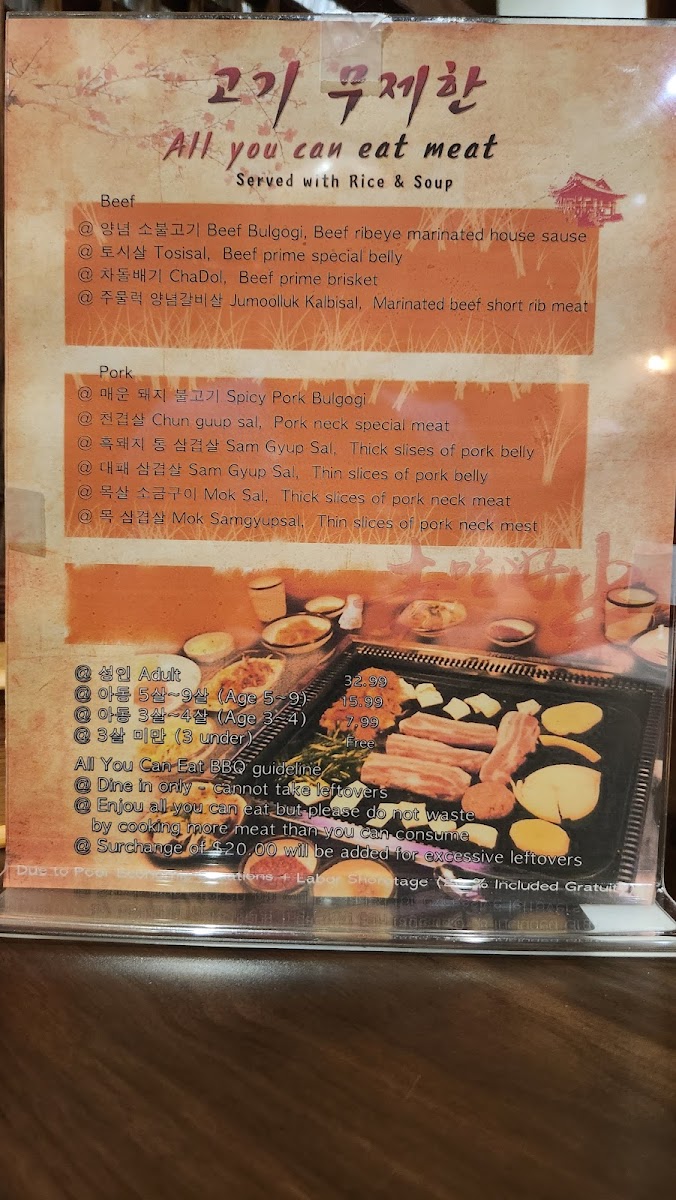 고기 무제한
All you can eat meat
Served with Rice & Soup
Beef
@ 양념 소불고기 Beef Bulgogi, Beef ribeye marinated house sause
@ 토시살 Tosisal, Beef prime special belly
@ 차돌배기 ChaDol, Beef prime brisket
@ 주물럭 양념갈비살 Jumoolluk Kalbisal, Marinated beef short rib meat
Pork
@ 매운 돼지 불고기 Spicy Pork Bulgogi
@ 천겹살 Chun guup sal, Pork neck special meat
@ 흑돼지 통 삼겹살 Sam Gyup Sal, Thick slises of pork belly
@ 대패 삼겹살 Sam Gyup Sal, Thin slices of pork belly
@ 목살 소금구이 Mok Sal, Thick slices of pork neck meat
@ 목 삼겹살 Mok Samgyupsal, Thin slices of pork neck mest
@ 성인 Adult 32.99
@ 아동 5살~9살 (Age 5~9) 15.99
@ 아동 3살~4살 (Age 3~4) 7.99
@ 3살 미만 (3 under) Free
All You Can Eat BBQ guideline
@ Dine in only - cannot take leftovers
@ Enjou all you can eat but please do not waste
by cooking more meat than you can consume
@ Surchange of $20.00 will be added for excessive leftovers
Due to Poor + Labor % Included